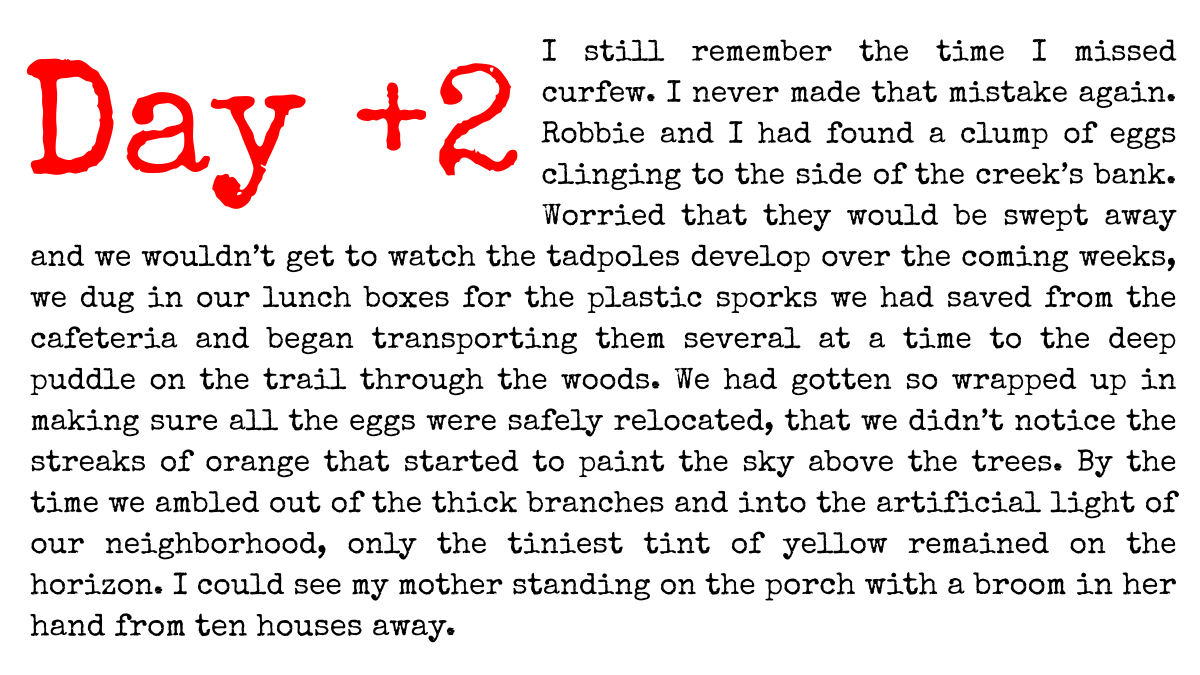 Day +2
I still remember the time I missed
curfew. I never made that mistake again.
Robbie and I had found a clump of eggs
clinging to the side of the creek’s bank.
Worried that they would be swept away
and we wouldn’t get to watch the tadpoles develop over the coming weeks,
we dug in our lunch boxes for the plastic sporks we had saved from the
cafeteria and began transporting them several at a time to the deep
puddle on the trail through the woods. We had gotten so wrapped up in
making sure all the eggs were safely relocated, that we didn’t notice the
streaks of orange that started to paint the sky above the trees. By the
time we ambled out of the thick branches and into the artificial light of
our neighborhood, only the tiniest tint of yellow remained on the
horizon. I could see my mother standing on the porch with a broom in her
hand from ten houses away.